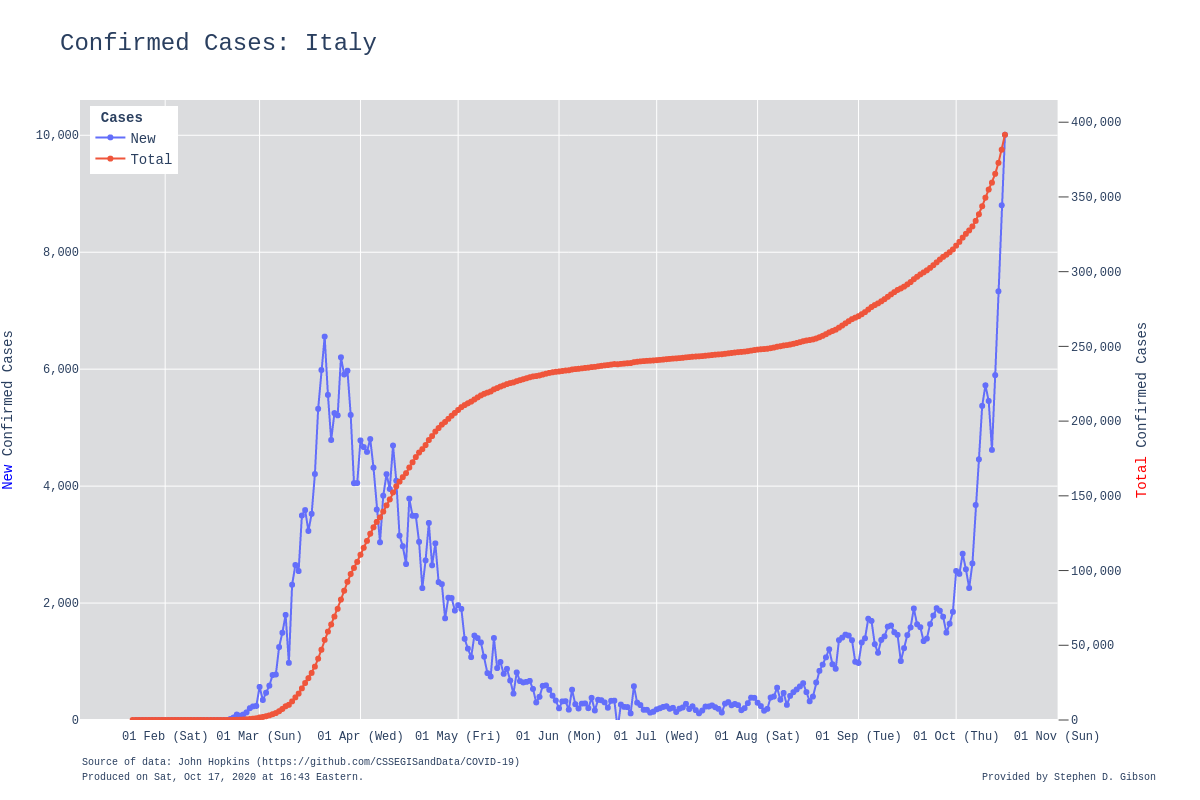 Confirmed Cases: Italy
Cases
New
Total
10,000
8,000
6,000
4,000
2,000
0
New Confirmed Cases
400,000
350,000
300,000
250,000
200,000
150,000
100,000
50,000
0
Total Confirmed Cases
01 Feb (Sat) 01 Mar (Sun) 01 Apr (Wed) 01 May (Fri) 01 Jun (Mon) 01 Jul (Wed) 01 Aug (Sat) 01 Sep (Tue) 01 Oct (Thu) 01 Nov (Sun)
Source of data: John Hopkins (https://github.com/CSSEGISandData/COVID-19)
Produced on Sat, Oct 17, 2020 at 16:43 Eastern.
Provided by Stephen D. Gibson